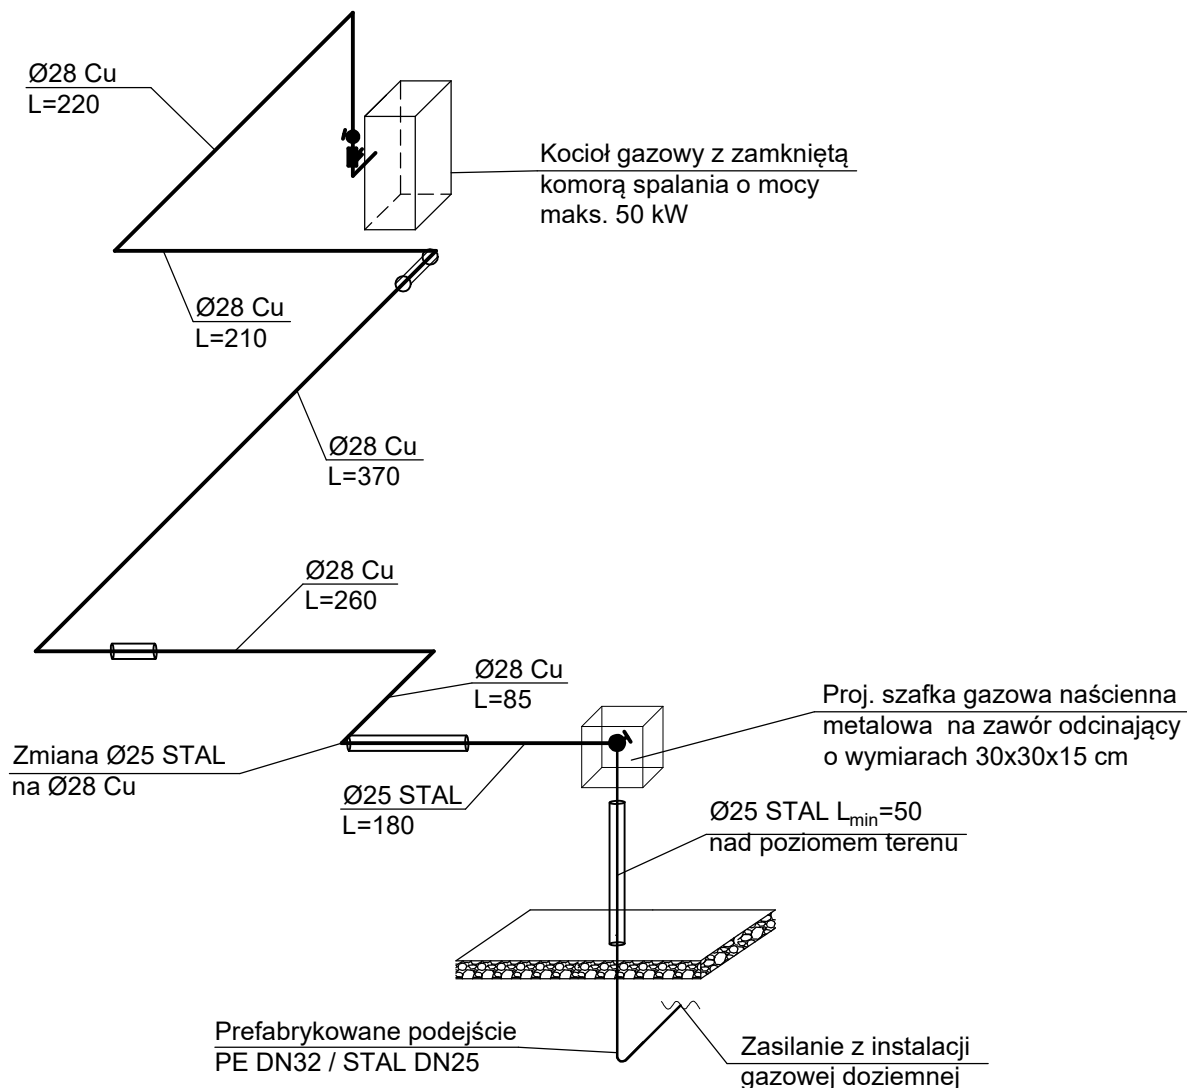 Ø28 Cu
L=220
Kocioł gazowy z zamkniętą
komorą spalania o mocy
maks. 50 kW
Ø28 Cu
L=210
Ø28 Cu
L=370
Ø28 Cu
L=260
Ø28 Cu
L=85
Proj. szafka gazowa naścienna
metalowa na zawór odcinający
o wymiarach 30x30x15 cm
Zmiana Ø25 STAL
na Ø28 Cu
Ø25 STAL
L=180
Ø25 STAL Lmin=50
nad poziomem terenu
Prefabrykowane podejście
PE DN32 / STAL DN25
Zasilanie z instalacji
gazowej doziemnej